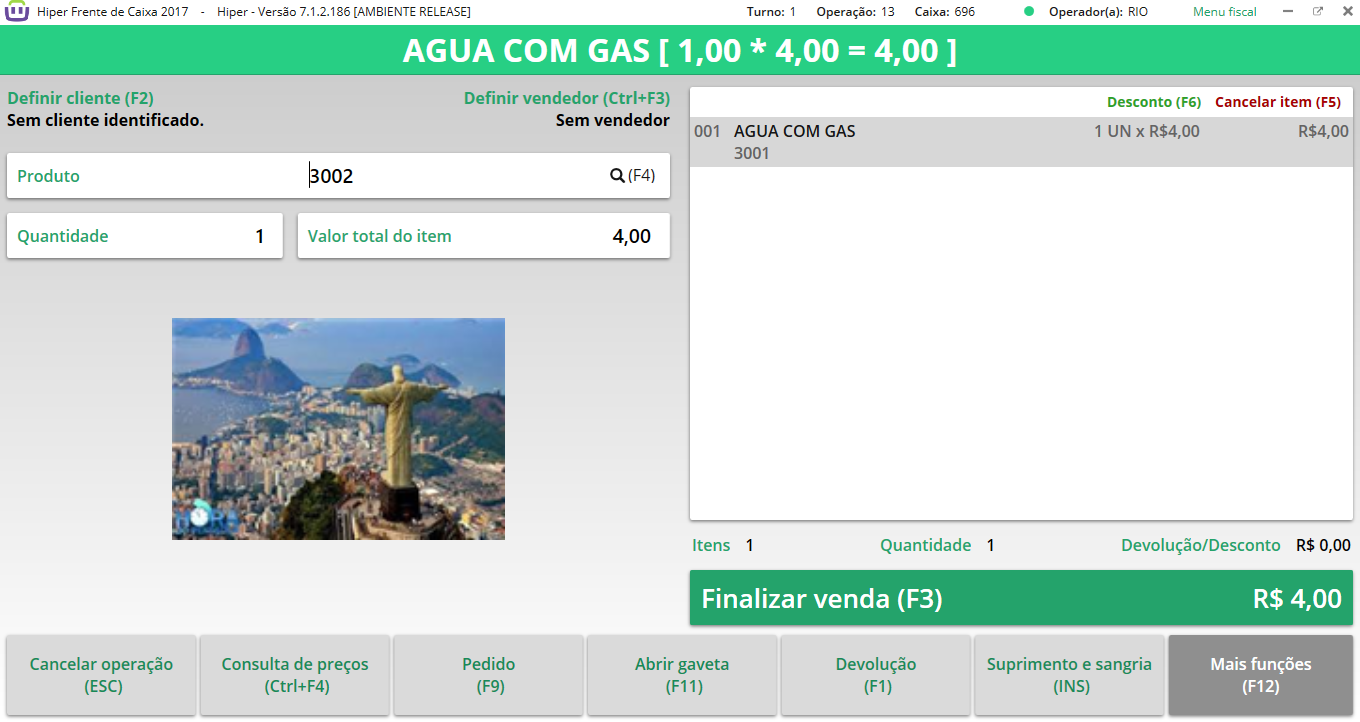 Hiper Frente de Caixa 2017 - Hiper - Versão 7.1.2.186 [AMBIENTE RELEASE] Turno: 1 Operação: 13 Caixa: 696 Operador(a): RIO Menu fiscal
AGUA COM GAS [ 1,00 * 4,00 = 4,00 ]
Definir cliente (F2) Definir vendedor (Ctrl+F3)
Sem cliente identificado. Sem vendedor
Produto 3002 (F4)
Quantidade 1 Valor total do item 4,00
HORA
Desconto (F6) Cancelar item (F5)
001 AGUA COM GAS 1 UN x R$4,00 R$4,00
3001
Itens 1 Quantidade 1 Devolução/Desconto R$ 0,00
Finalizar venda (F3) R$ 4,00
Cancelar operação
(ESC)
Consulta de preços
(Ctrl+F4)
Pedido
(F9)
Abrir gaveta
(F11)
Devolução
(F1)
Suprimento e sangria
(INS)
Mais funções
(F12)